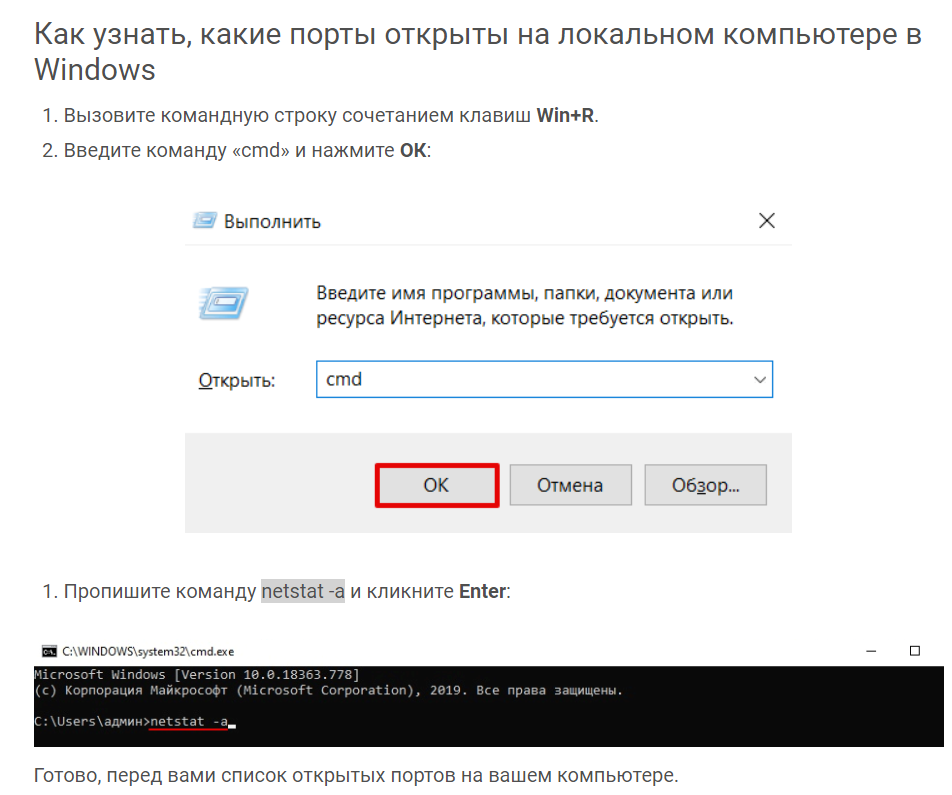 Как узнать, какие порты открыты на локальном компьютере в
Windows
1. Вызовите командную строку сочетанием клавиш Win+R.
2. Введите команду «cmd» и нажмите ОК:
Выполнить
Введите имя программы, папки, документа или
ресурса Интернета, которые требуется открыть.
Открыть: cmd
ОК Отмена Обзор...
1. Пропишите команду netstat -a и кликните Enter:
C:\WINDOWS\system32\cmd.exe
Microsoft Windows [Version 10.0.18363.778]
(c) Корпорация Майкрософт (Microsoft Corporation), 2019. Все права защищены.
C:\Users\админ>netstat -a
Готово, перед вами список открытых портов на вашем компьютере.